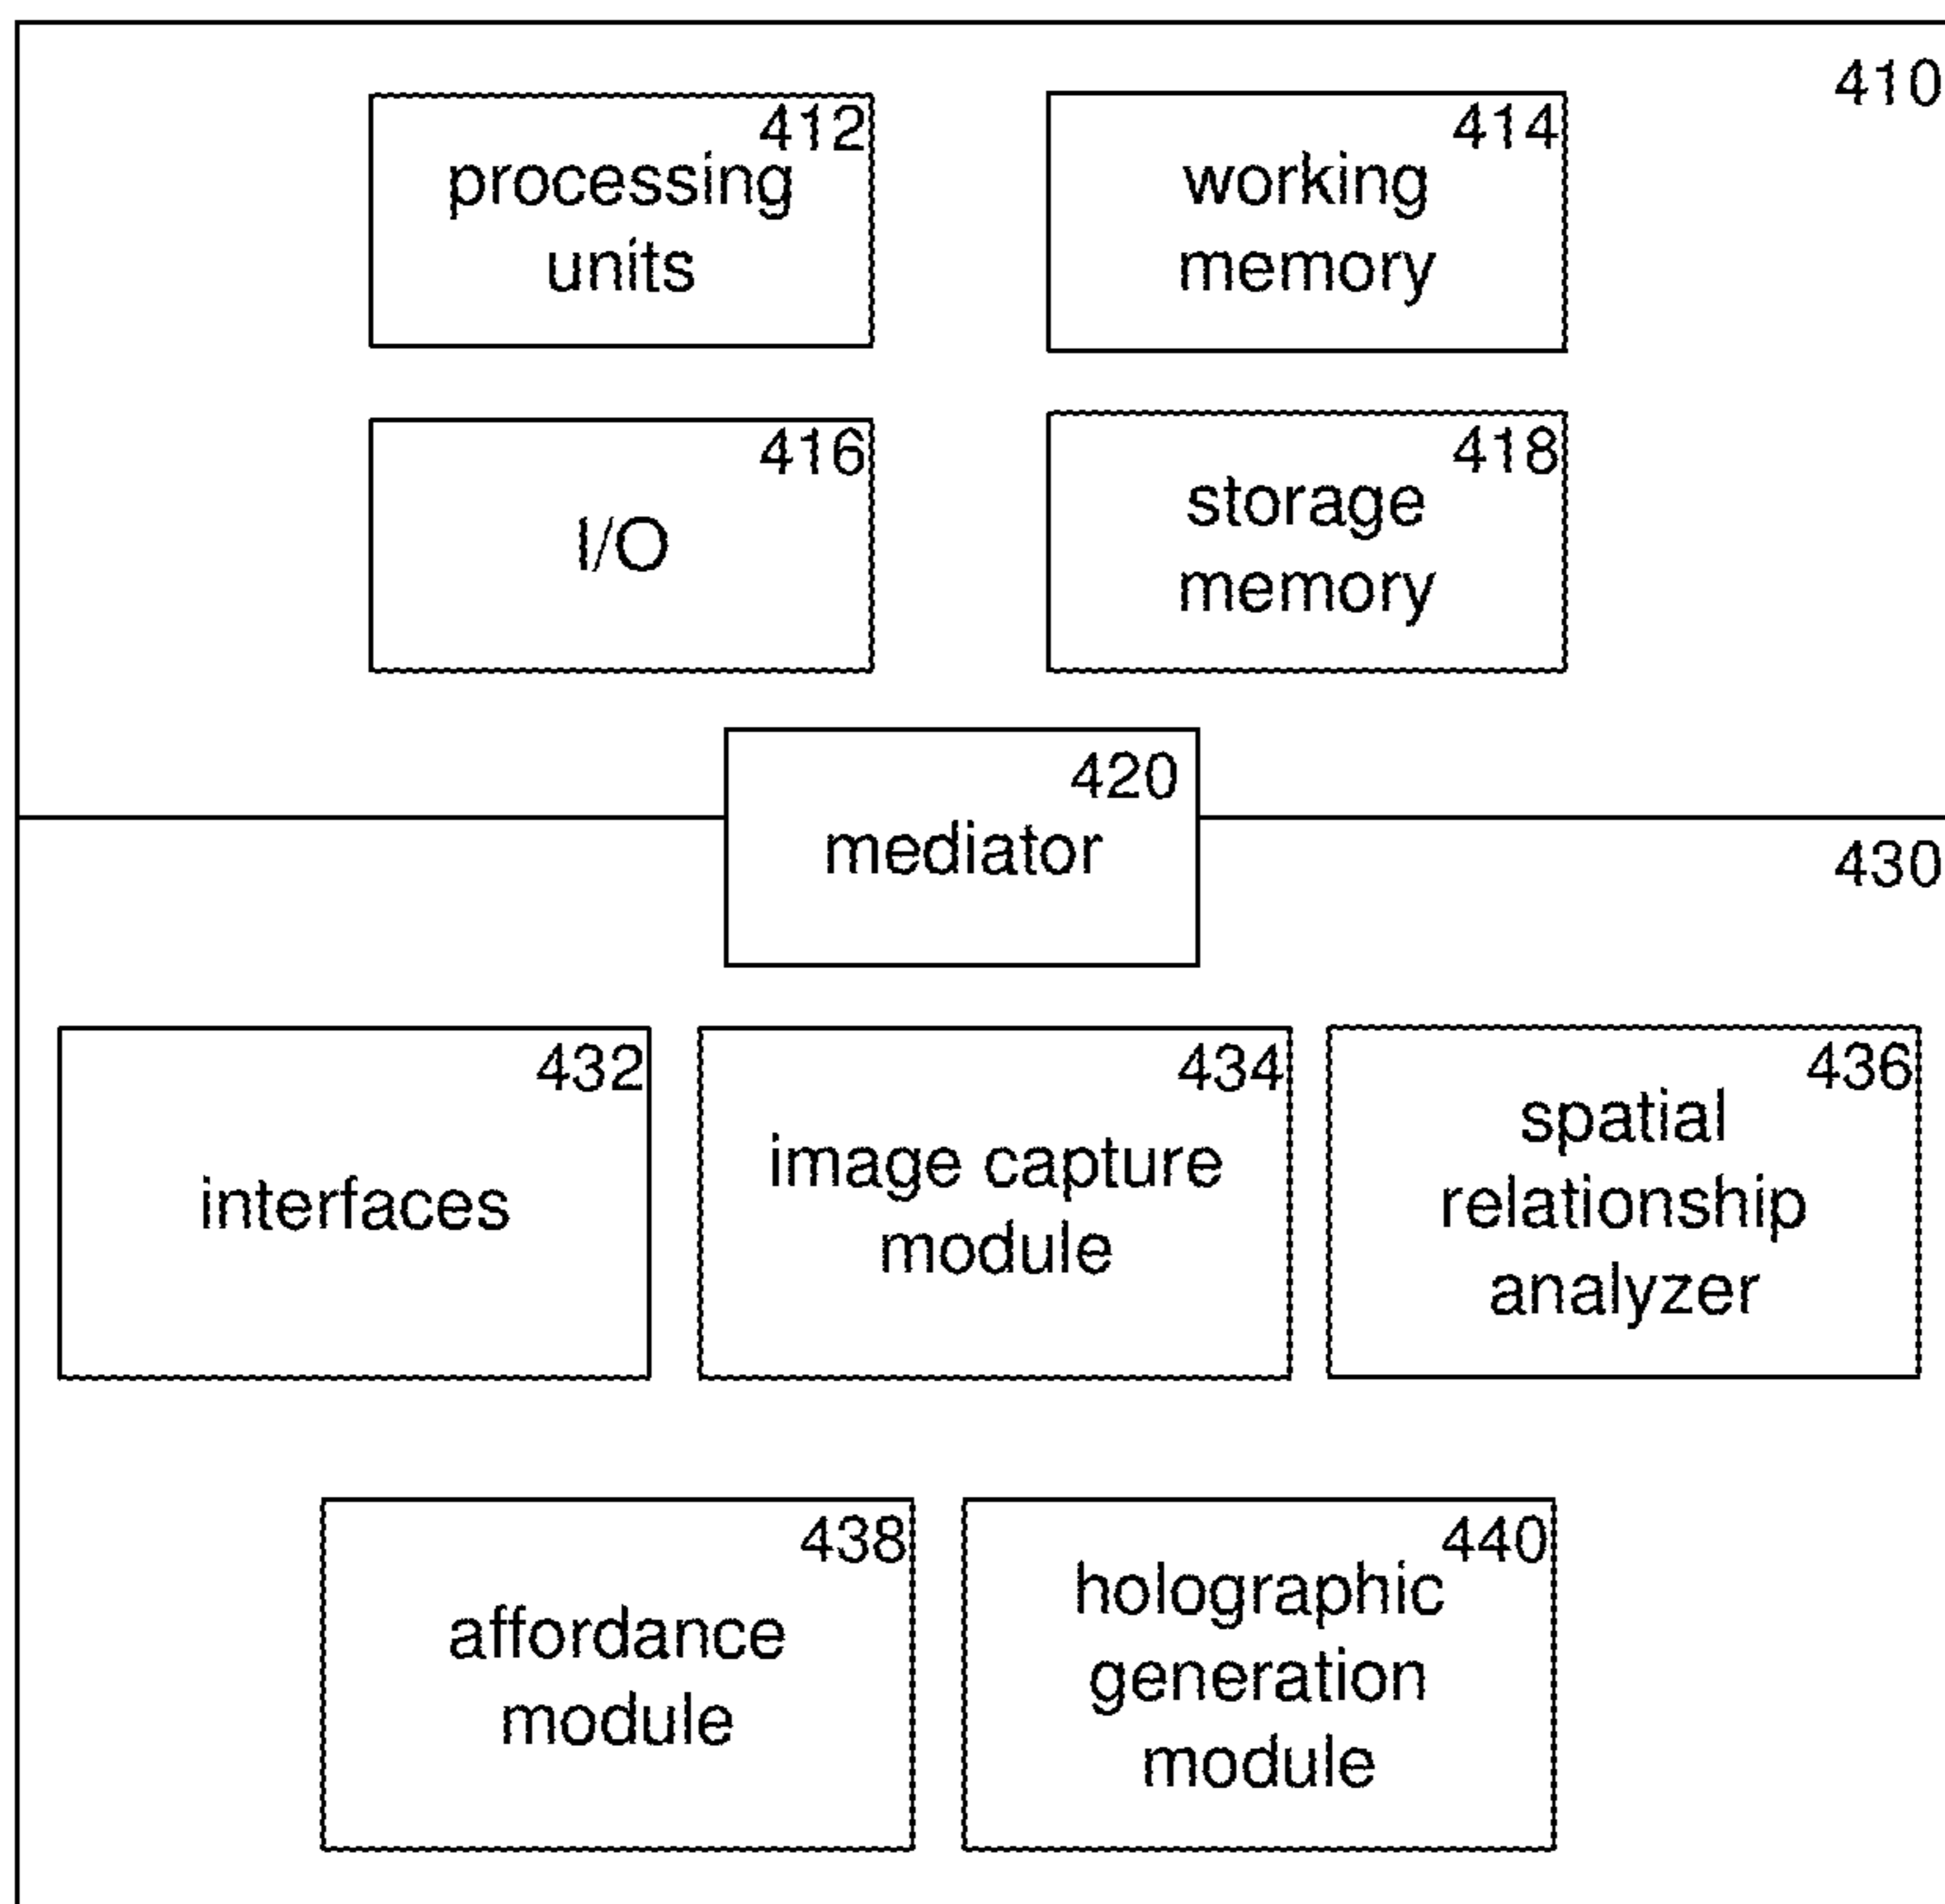 410
412
processing
units
414
working
memory
416
I/O
418
storage
memory
420
mediator
430
432
interfaces
434
image capture
module
436
spatial
relationship
analyzer
438
affordance
module
440
holographic
generation
module